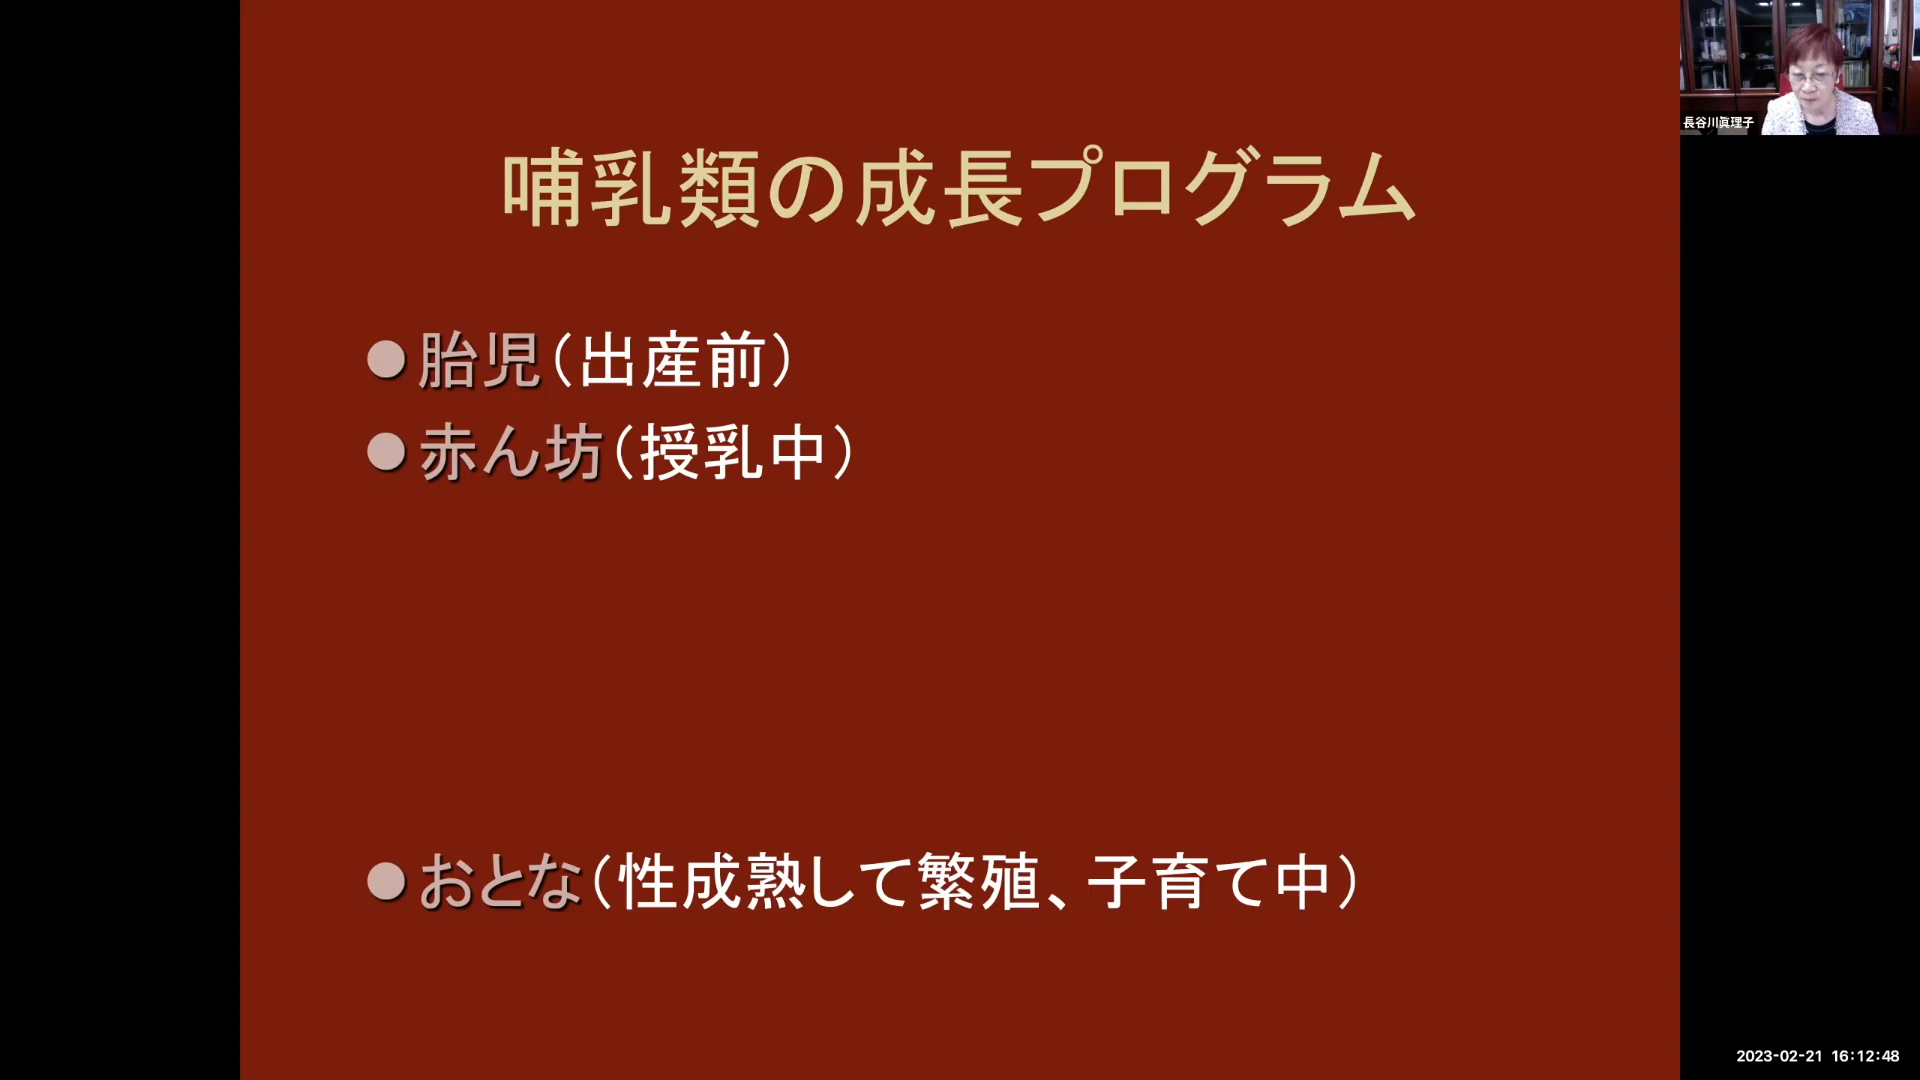 長谷川眞理子
哺乳類の成長プログラム
●胎児（出産前）
●赤ん坊（授乳中）
●おとな（性成熟して繁殖、子育て中）
2023-02-21 16:12:48